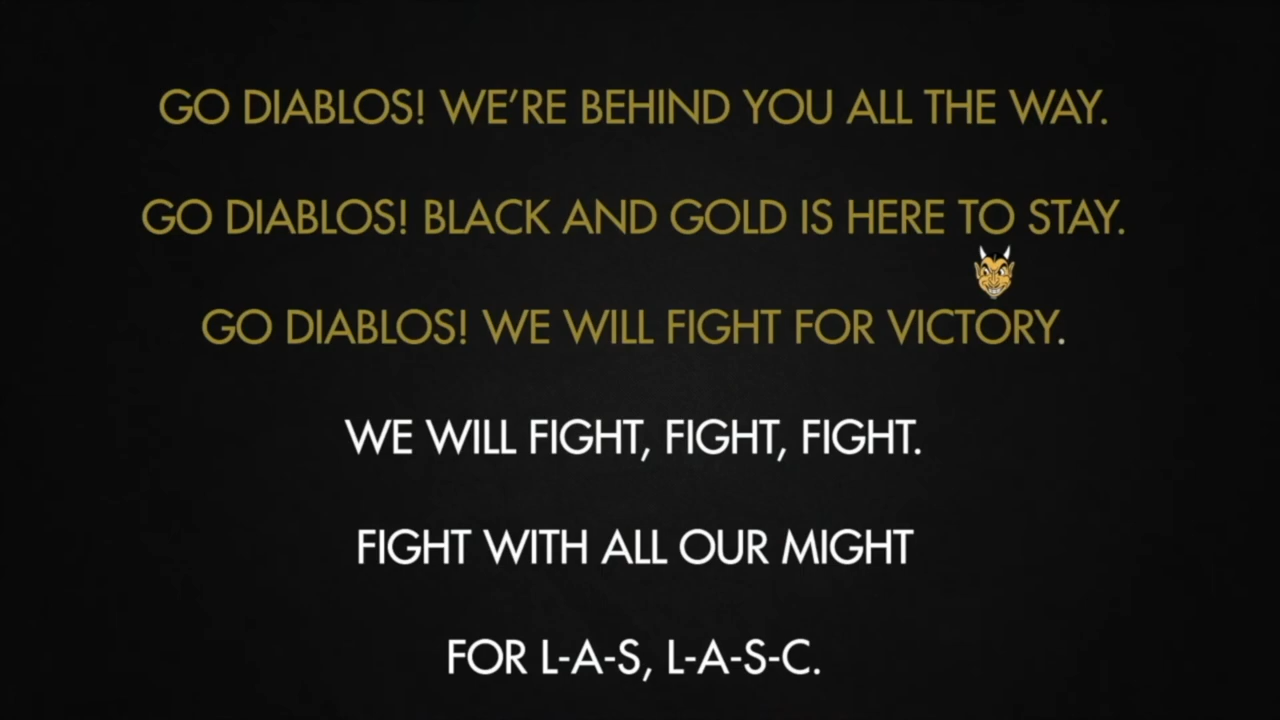 GO DIABLOS! WE’RE BEHIND YOU ALL THE WAY.
GO DIABLOS! BLACK AND GOLD IS HERE TO STAY.
GO DIABLOS! WE WILL FIGHT FOR VICTORY.
WE WILL FIGHT, FIGHT, FIGHT.
FIGHT WITH ALL OUR MIGHT
FOR L-A-S, L-A-S-C.